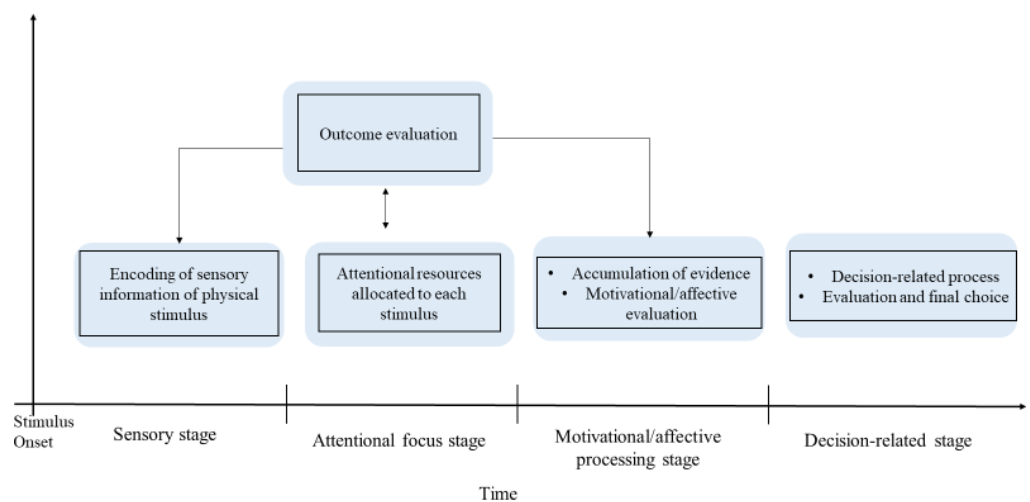 Outcome evaluation
Encoding of sensory
information of physical
stimulus
Attentional resources
allocated to each
stimulus
• Accumulation of evidence
• Motivational/affective
evaluation
• Decision-related process
• Evaluation and final choice
Stimulus
Onset
Sensory stage
Attentional focus stage
Motivational/affective
processing stage
Decision-related stage
Time